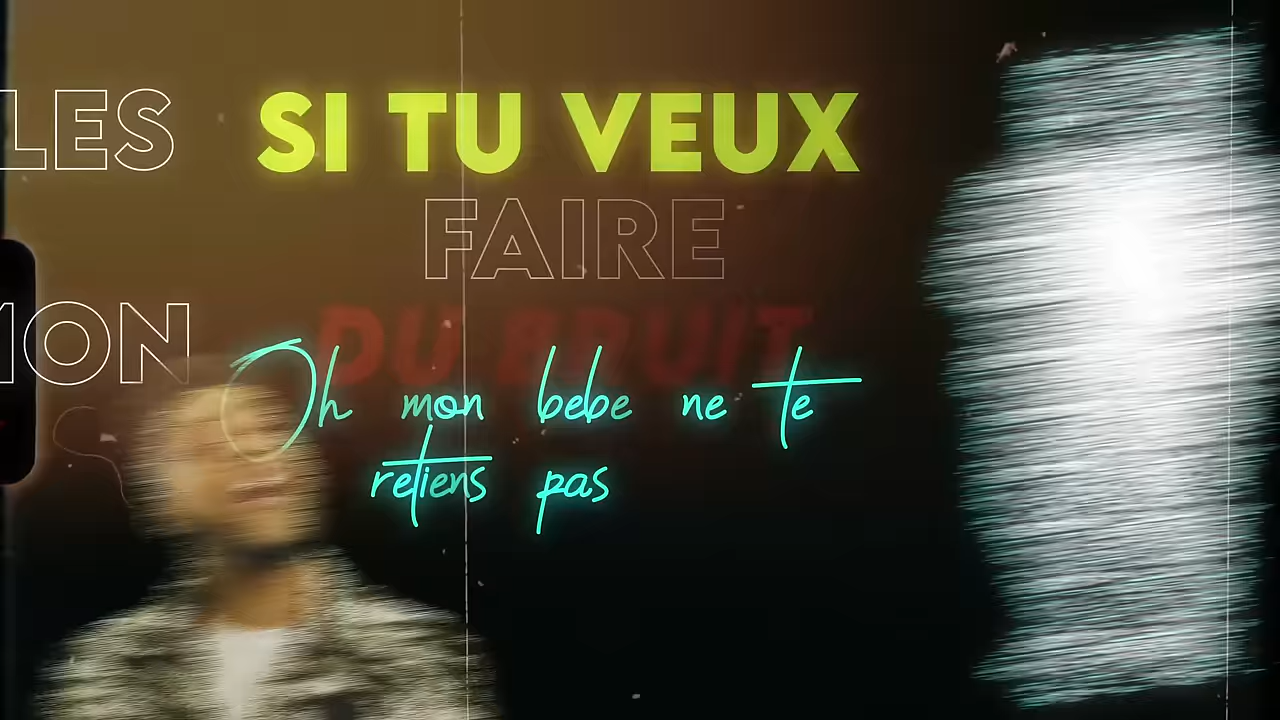 LES
SI TU VEUX
FAIRE
DU BRUIT
MON
Oh mon bebe ne te
retiens pas